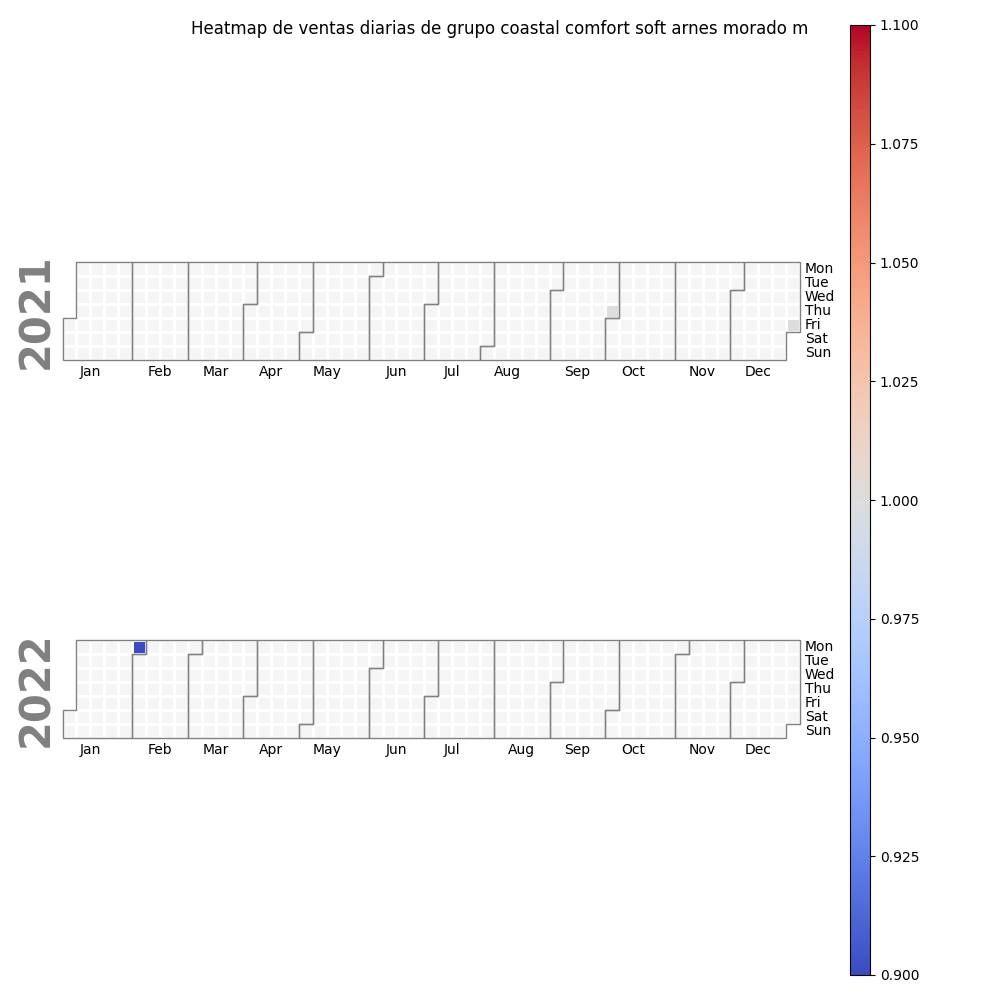 Heatmap de ventas diarias de grupo coastal comfort soft arnes morado m
2021
Mon
Tue
Wed
Thu
Fri
Sat
Sun
Jan Feb Mar Apr May Jun Jul Aug Sep Oct Nov Dec
2022
Mon
Tue
Wed
Thu
Fri
Sat
Sun
Jan Feb Mar Apr May Jun Jul Aug Sep Oct Nov Dec
1.100
1.075
1.050
1.025
1.000
0.975
0.950
0.925
0.900